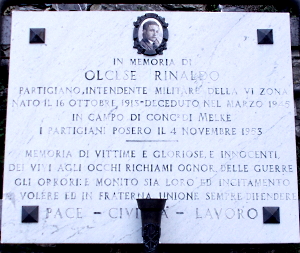 IN MEMORIA DI
OLCESE RINALDO
PARTIGIANO, INTENDENTE MILITARE DELLA VI ZONA
NATO IL 16 OTTOBRE 1913 - DECEDUTO NEL MARZO 1945
IN CAMPO DI CONC. DI MELKE
I PARTIGIANI POSERO IL 4 NOVEMBRE 1953
MEMORIA DI VITTIME E GLORIOSE E INNOCENTI,
DEI VIVI AGLI OCCHI RICHIAMI OGNOR, DELLE GUERRE
GLI ORRORI: E MONITO SIA LORO ED INCITAMENTO
A VOLERE ED IN FRATERNA UNIONE SEMPRE DIFENDERE
PACE - CIVILTÀ - LAVORO